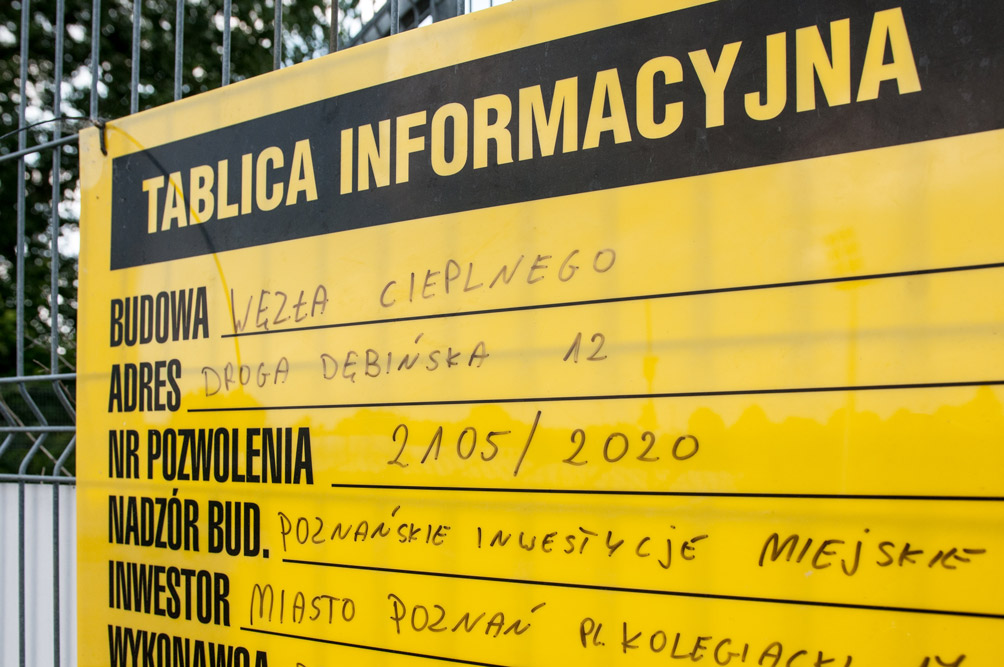 TABLICA INFORMACYJNA
BUDOWA WĘZŁA CIEPLNEGO
ADRES DROGA DĘBIŃSKA 12
NR POZWOLENIA 2105/2020
NADZÓR BUD. POZNAŃSKIE INWESTYCJE MIEJSKIE
INWESTOR MIASTO POZNAŃ PL. KOLEGIACKI
WYKONAWCA